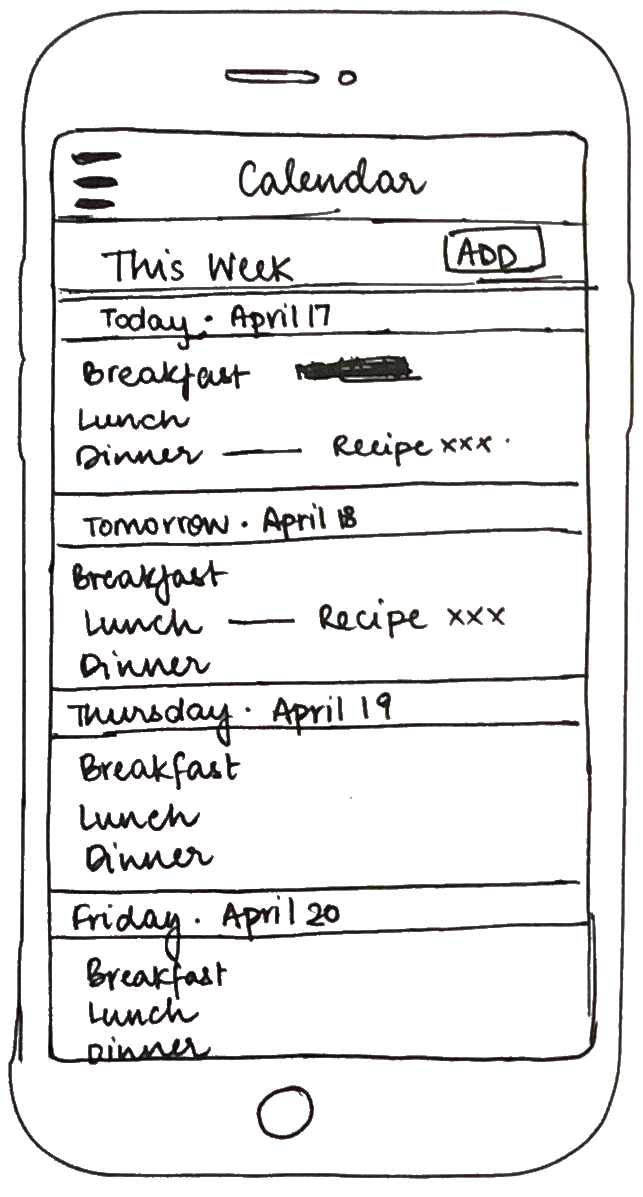 Calendar
This Week ADD
Today · April 17
Breakfast
Lunch
Dinner — Recipe xxx.
Tomorrow · April 18
Breakfast
Lunch — Recipe xxx
Dinner
Thursday · April 19
Breakfast
Lunch
Dinner
Friday · April 20
Breakfast
Lunch
Dinner